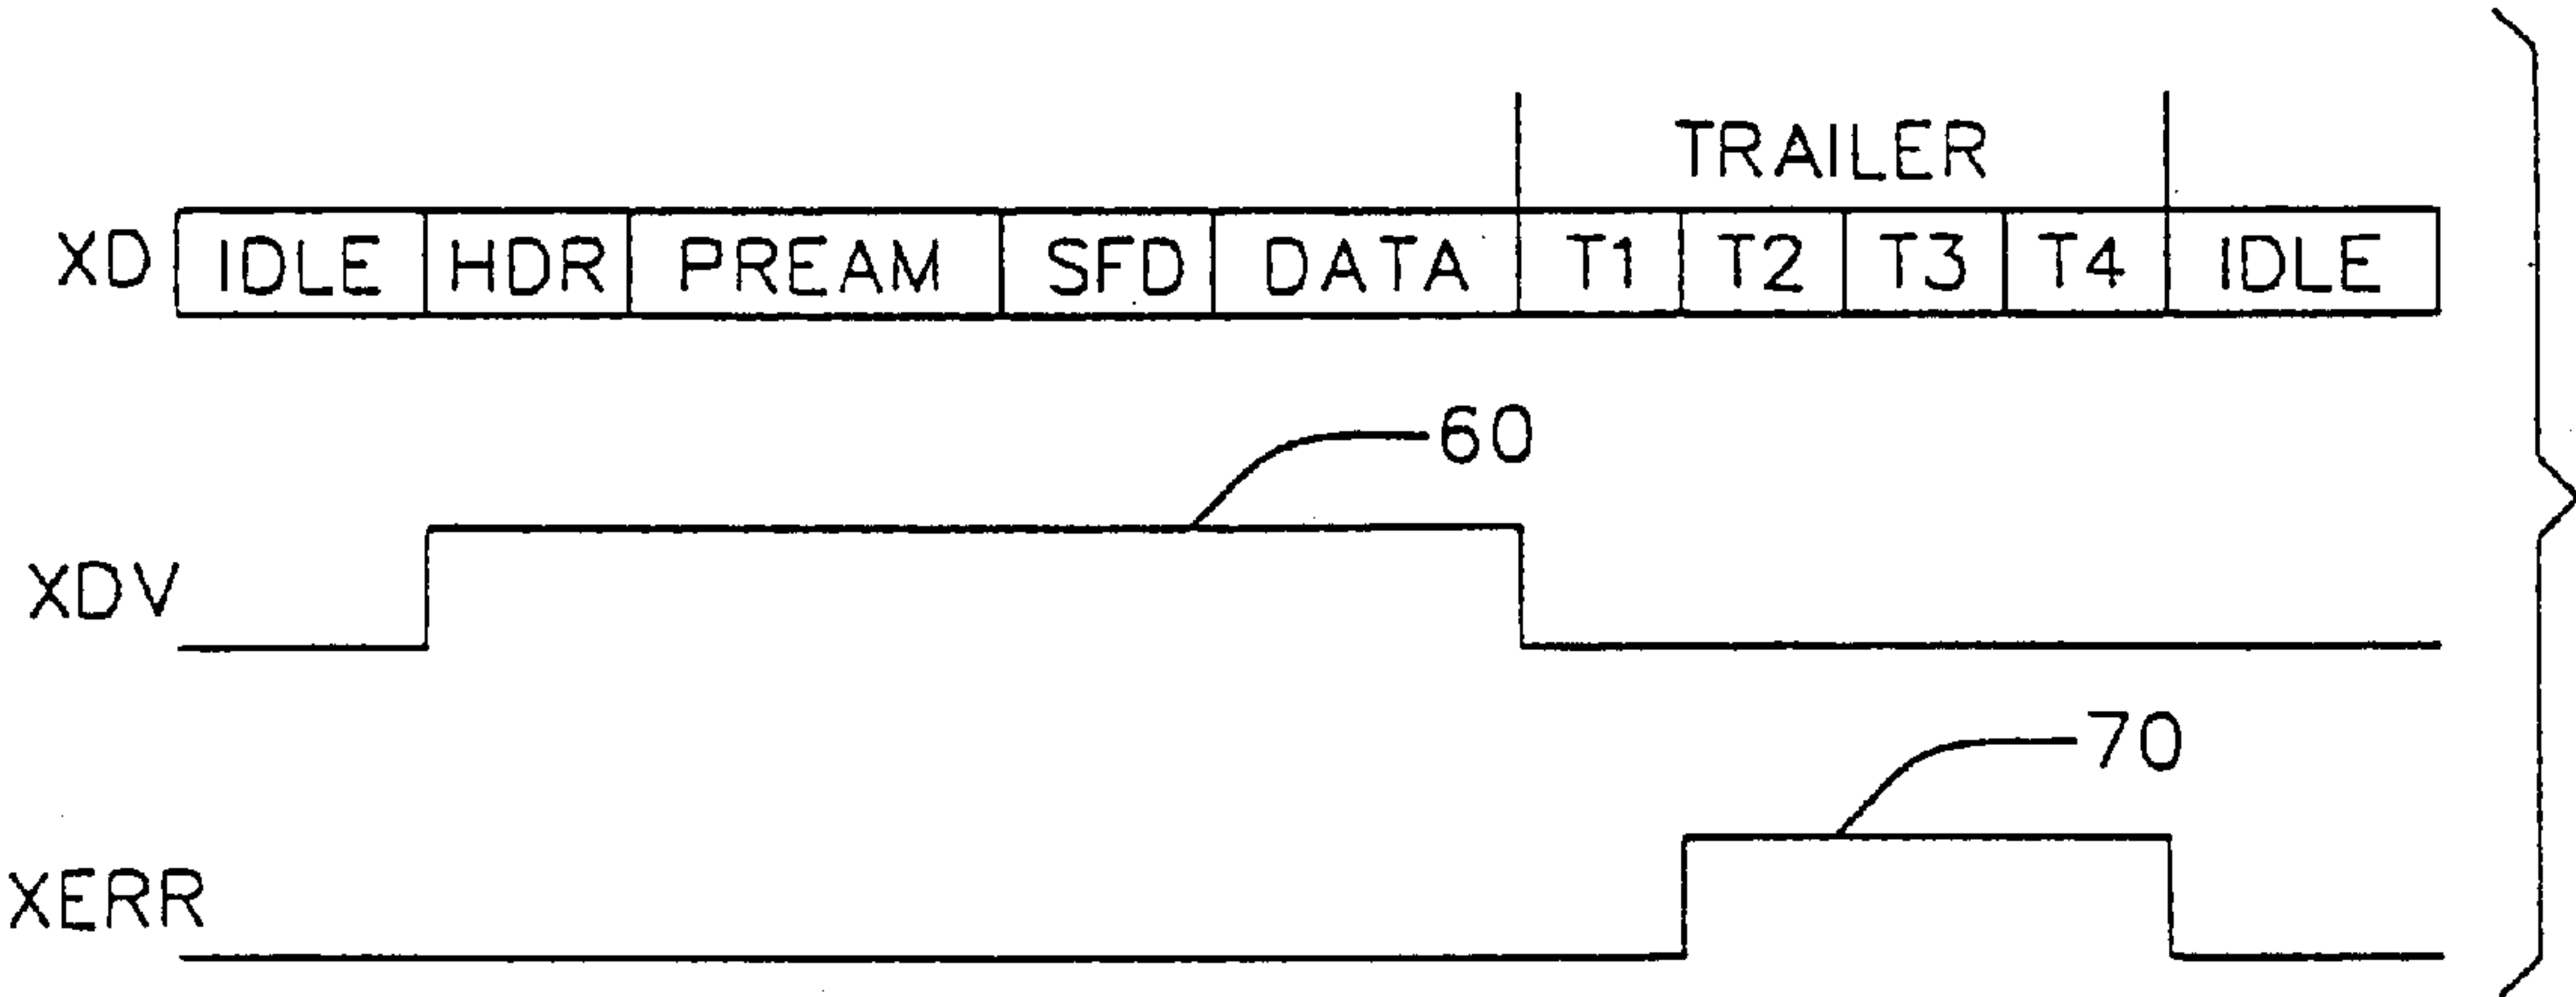 TRAILER
XD IDLE HDR PREAM SFD DATA T1 T2 T3 T4 IDLE
60
XDV
70
XERR